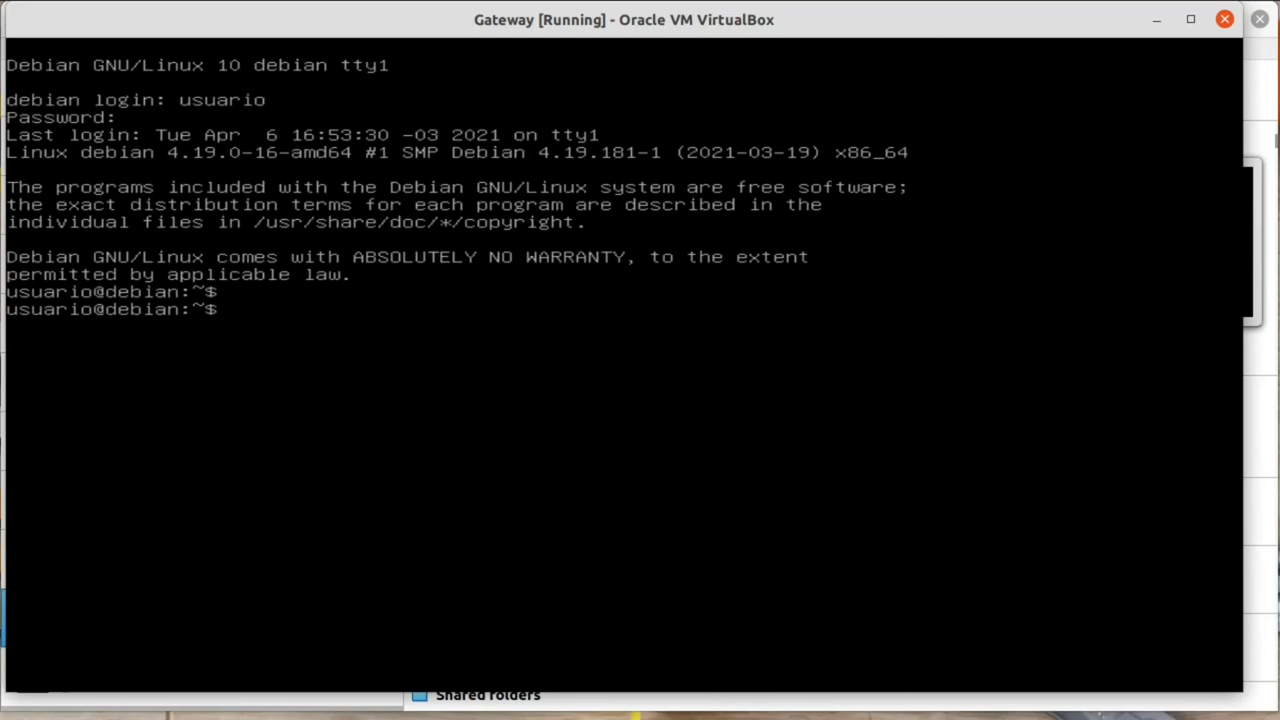 Gateway [Running] - Oracle VM VirtualBox
Debian GNU/Linux 10 debian tty1
debian login: usuario
Password:
Last login: Tue Apr  6 16:53:30 -03 2021 on tty1
Linux debian 4.19.0-16-amd64 #1 SMP Debian 4.19.181-1 (2021-03-19) x86_64
The programs included with the Debian GNU/Linux system are free software;
the exact distribution terms for each program are described in the
individual files in /usr/share/doc/*/copyright.
Debian GNU/Linux comes with ABSOLUTELY NO WARRANTY, to the extent
permitted by applicable law.
usuario@debian:~$
usuario@debian:~$
Shared folders